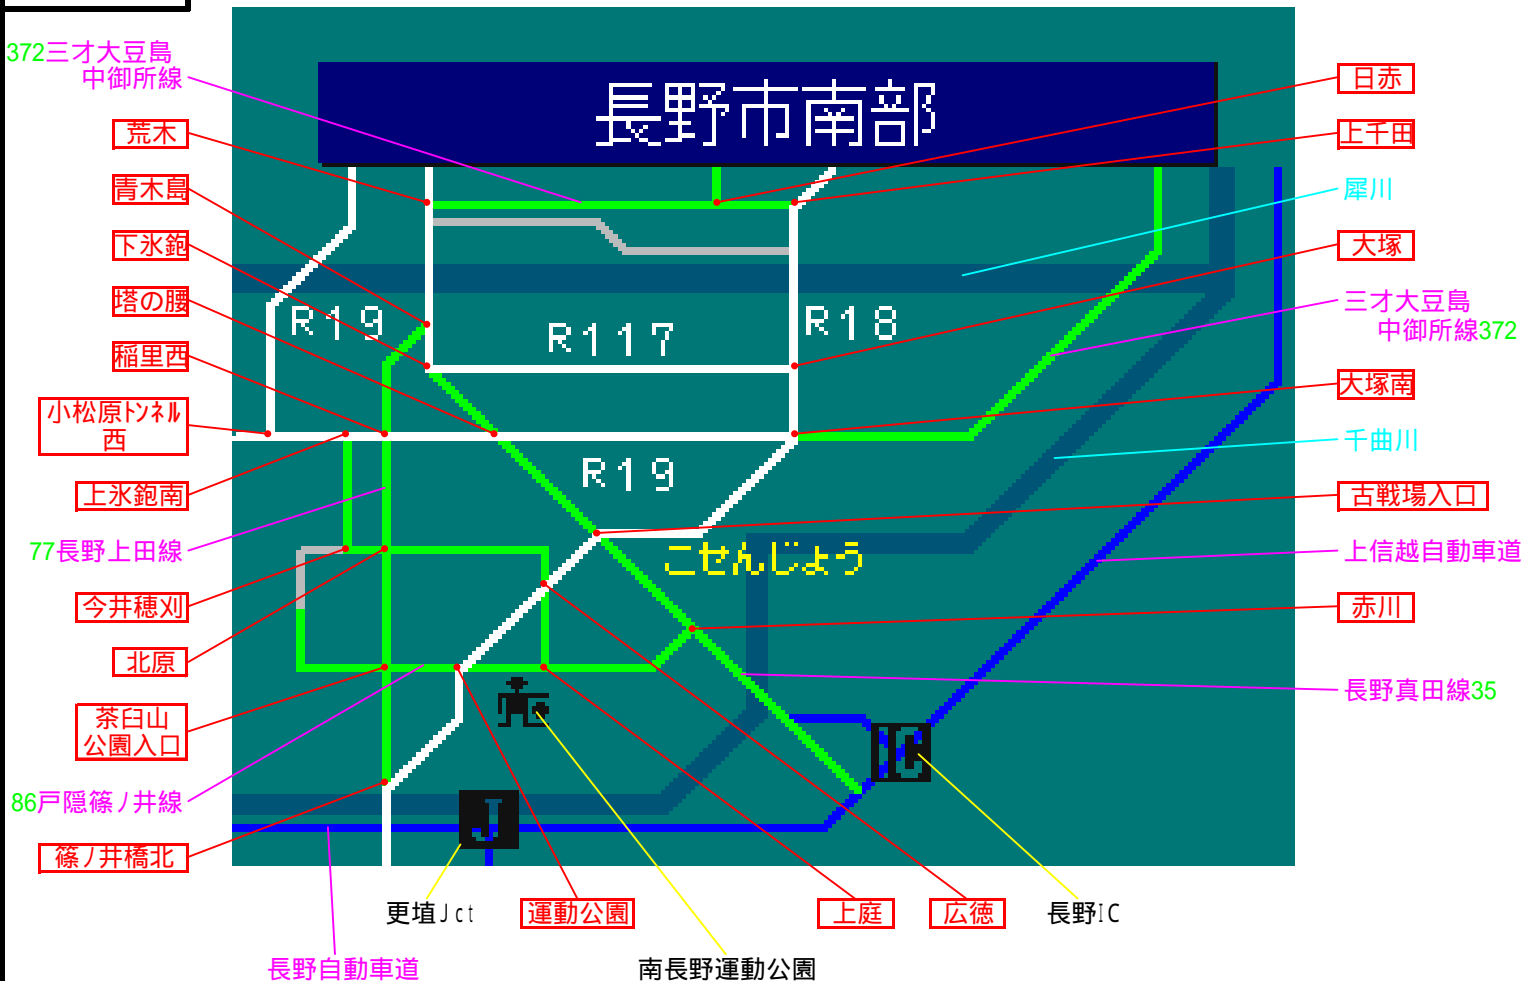 長野市南部
372三才大豆島
中御所線
荒木
青木島
下氷鉋
塔の腰
稲里西
小松原トンネル
西
上氷鉋南
77長野上田線
今井穂刈
北原
茶臼山
公園入口
86戸隠篠ノ井線
篠ノ井橋北
R19
R117
R18
R19
こせんじょう
日赤
上千田
犀川
大塚
三才大豆島
中御所線372
大塚南
千曲川
古戦場入口
上信越自動車道
赤川
長野真田線35
J
IC
更埴Jct
運動公園
上庭
広徳
長野IC
長野自動車道
南長野運動公園